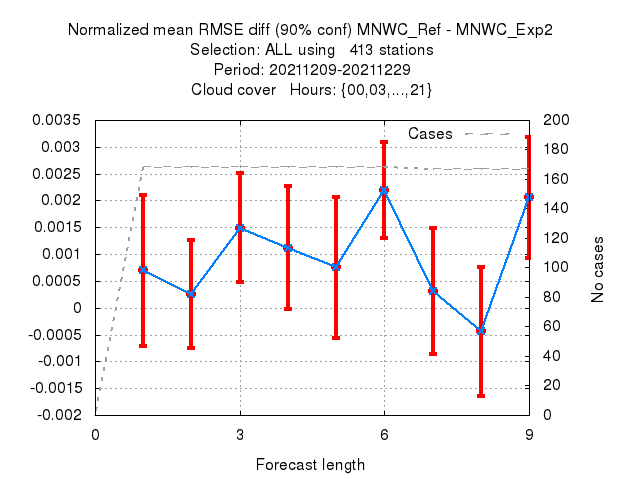 Normalized mean RMSE diff (90% conf) MNWC_Ref - MNWC_Exp2
Selection: ALL using   413 stations
Period: 20211209-20211229
Cloud cover   Hours: {00,03,...,21}
Cases
0.0035
0.003
0.0025
0.002
0.0015
0.001
0.0005
0
-0.0005
-0.001
-0.0015
-0.002
200
180
160
140
120
100
80
60
40
20
0
No cases
0 3 6 9
Forecast length